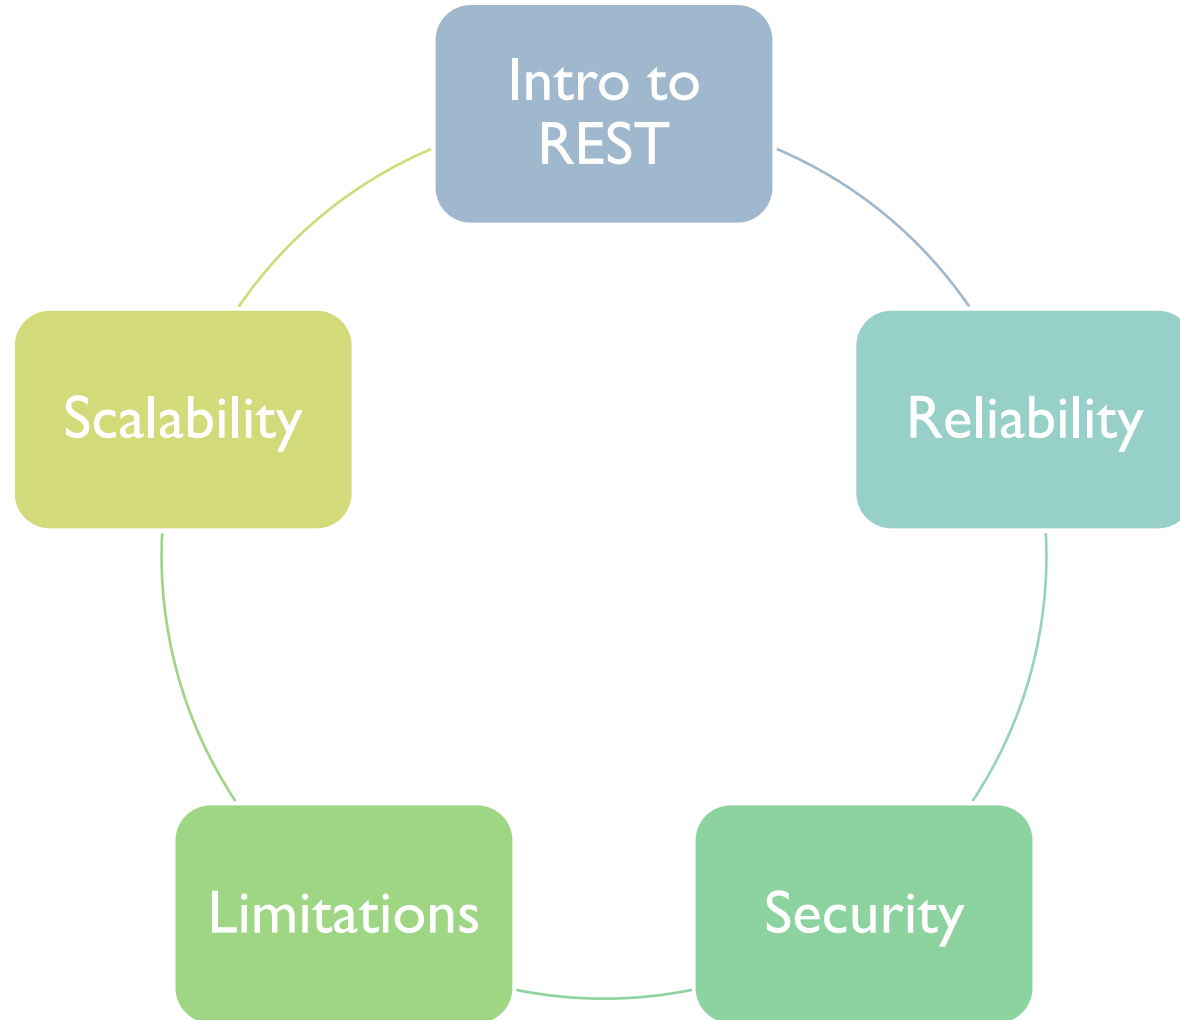 Intro to
REST
Reliability
Security
Limitations
Scalability